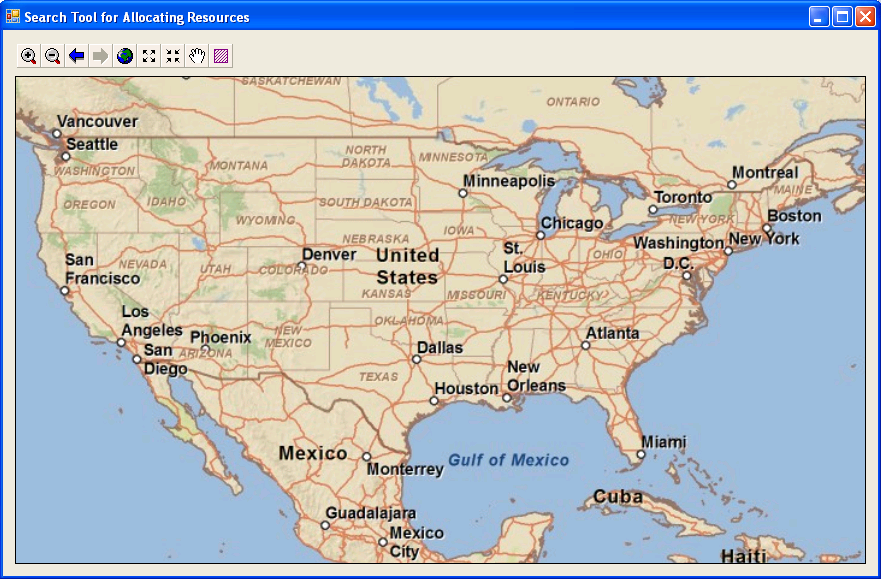 Search Tool for Allocating Resources
SASKATCHEWAN
ONTARIO
Vancouver
Seattle
WASHINGTON
MONTANA
NORTH
DAKOTA
MINNESOTA
Minneapolis
Montreal
MAINE
Toronto
OREGON
IDAHO
WYOMING
SOUTH DAKOTA
IOWA
Chicago
NEW YORK
Boston
NEBRASKA
Washington
D.C.
New York
San
Francisco
NEVADA
UTAH
Denver
COLORADO
United
States
St.
Louis
OHIO
KANSAS
MISSOURI
KENTUCKY
Los
Angeles
Phoenix
ARIZONA
NEW
MEXICO
OKLAHOMA
Atlanta
San
Diego
Dallas
TEXAS
Houston
New
Orleans
Mexico
Monterrey
Gulf of Mexico
Miami
Cuba
Guadalajara
Mexico
City
Haiti